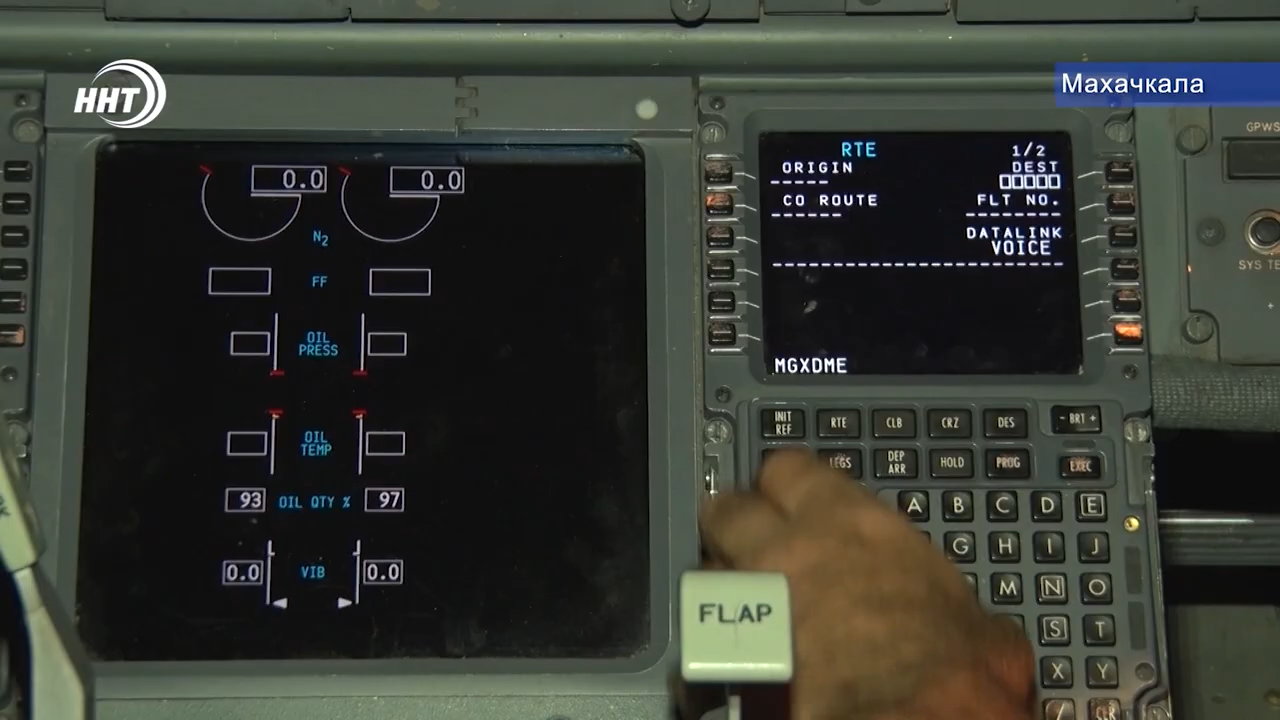 ННТ
Махачкала
0.0
0.0
N2
FF
OIL
PRESS
OIL
TEMP
93 OIL QTY % 97
0.0 VIB 0.0
RTE 1/2
ORIGIN DEST
-----
CO ROUTE FLT NO.
------ --------
DATALINK
VOICE
MGXDME
INIT
REF
RTE
CLB
CRZ
DES
- BRT +
LEGS
DEP
ARR
HOLD
PROG
EXEC
A B C D E
G H I J
M N O
S T
X Y
/ CLR
FLAP
GPWS